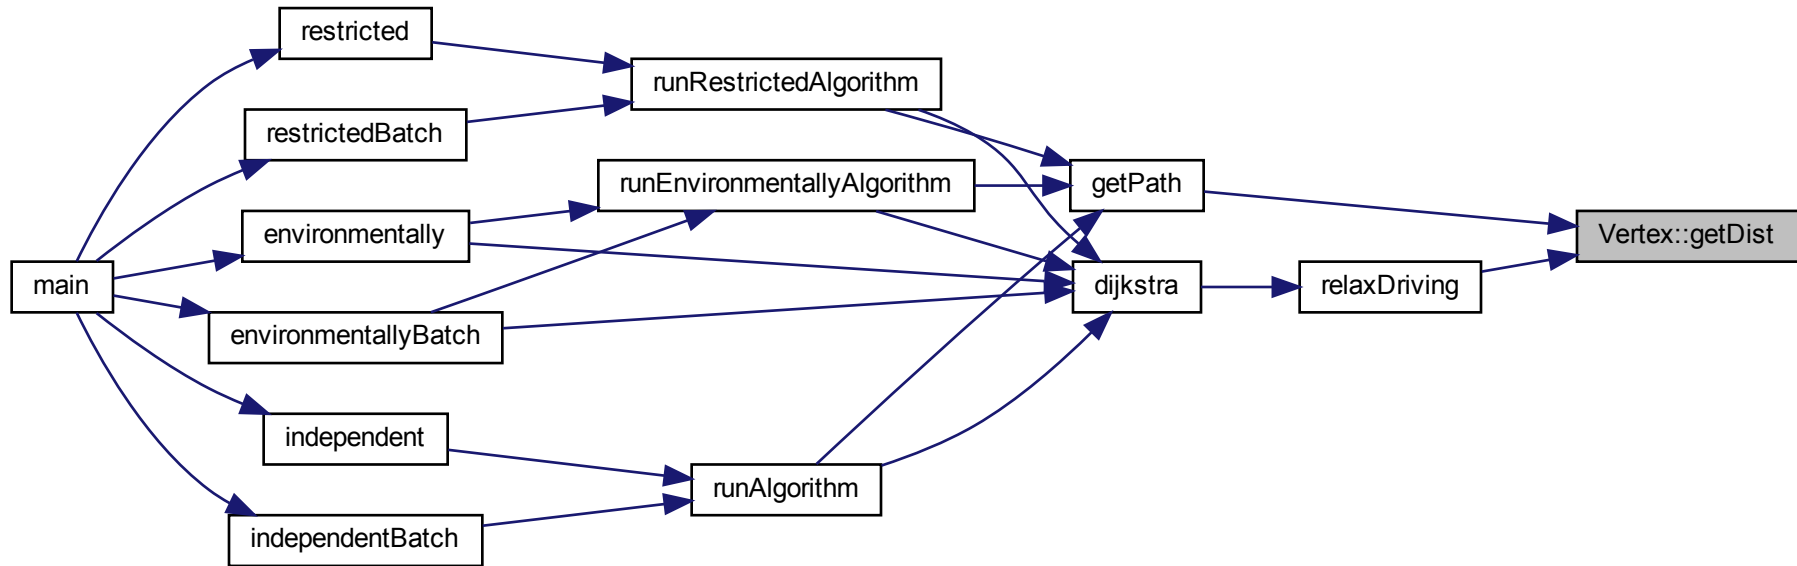 restricted
runRestrictedAlgorithm
restrictedBatch
runEnvironmentallyAlgorithm
getPath
environmentally
Vertex::getDist
main
dijkstra
relaxDriving
environmentallyBatch
independent
runAlgorithm
independentBatch